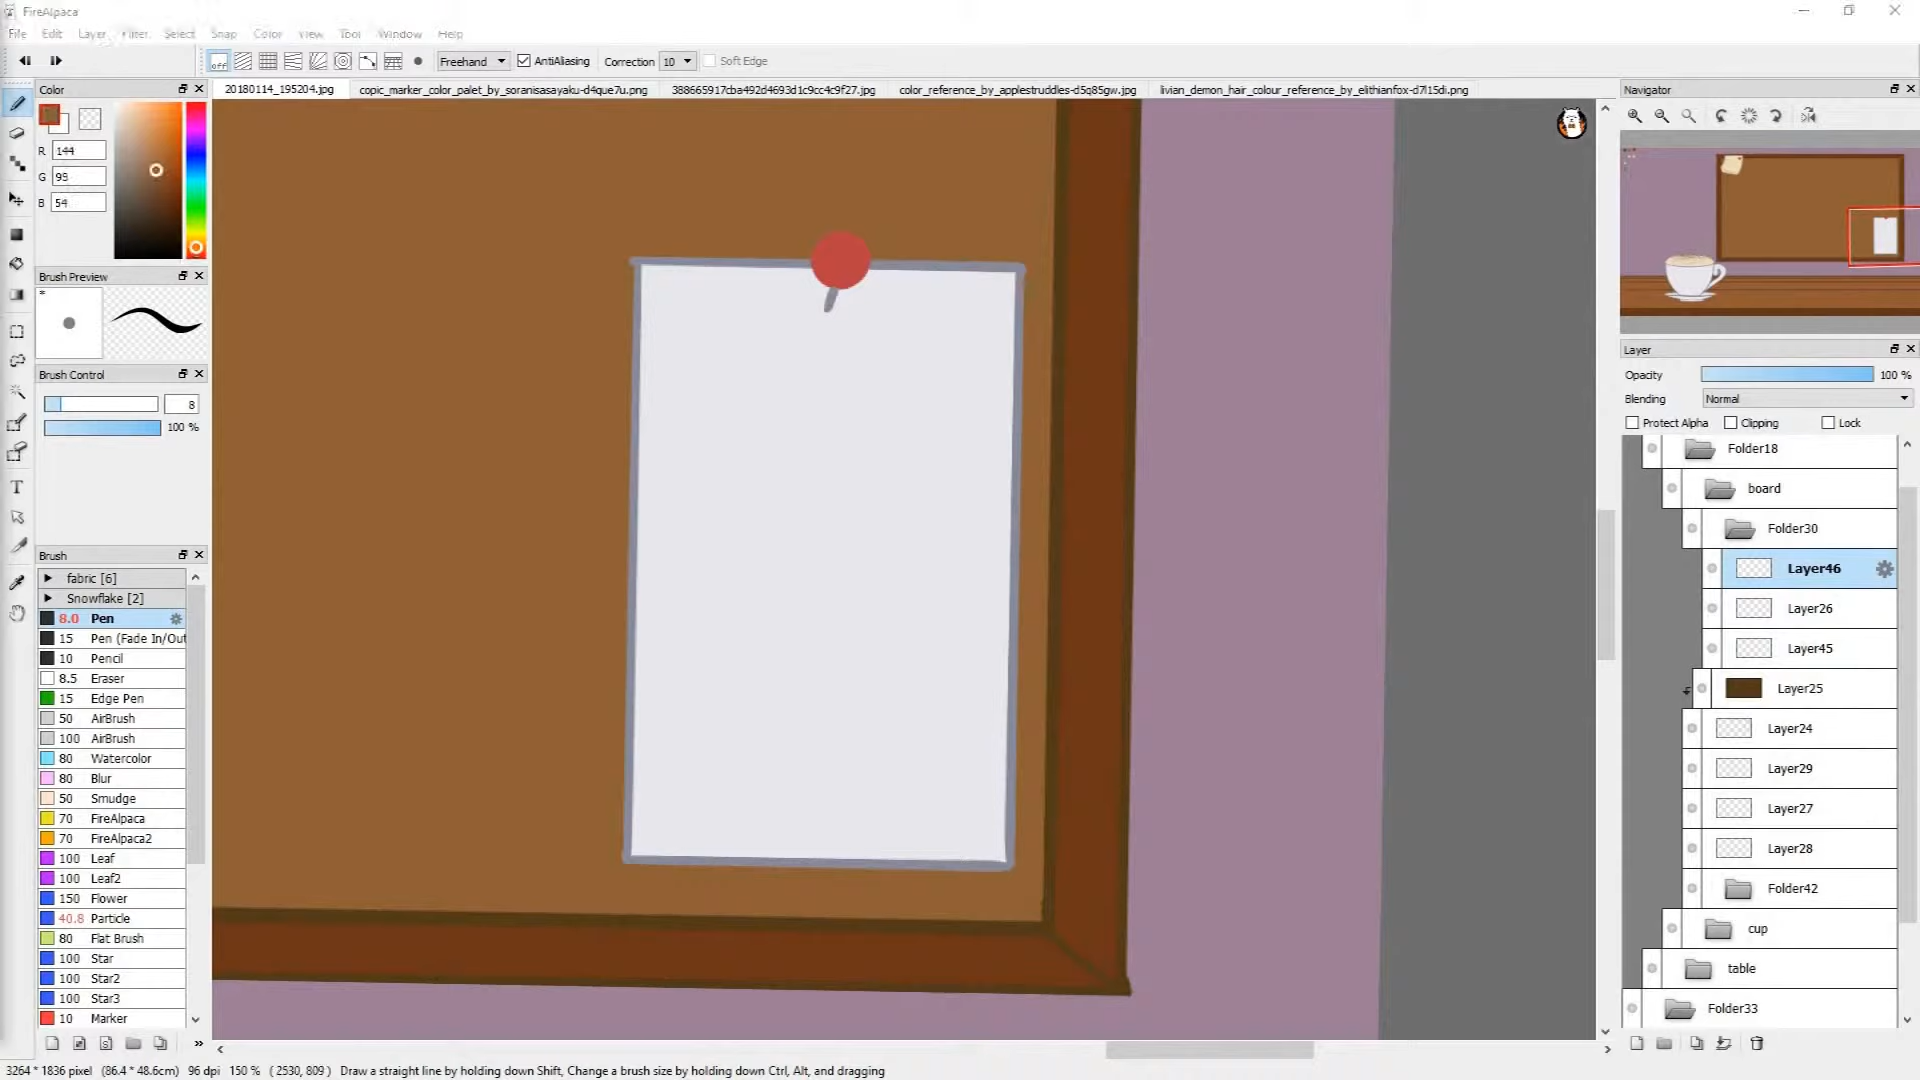 FireAlpaca
File Edit Layer Filter Select Snap Color View Tool Window Help
off Freehand AntiAliasing Correction 10 Soft Edge
Color
20180114_195204.jpg copic_marker_color_palet_by_soranisasayaku-d4que7u.png 388665917cba492d4693d1c9cc4c9f27.jpg color_reference_by_applestruddles-d5q85gw.jpg livian_demon_hair_colour_reference_by_elithianfox-d7l15di.png
Navigator
R 144
G 95
B 54
Brush Preview
*
Brush Control
8
100 %
Layer
Opacity 100 %
Blending Normal
Protect Alpha Clipping Lock
Folder18
board
Folder30
Layer46
Layer26
Layer45
Layer25
Layer24
Layer29
Layer27
Layer28
Folder42
cup
table
Folder33
T
Brush
fabric [6]
Snowflake [2]
8.0 Pen
15 Pen (Fade In/Out
10 Pencil
8.5 Eraser
15 Edge Pen
50 AirBrush
100 AirBrush
80 Watercolor
80 Blur
50 Smudge
70 FireAlpaca
70 FireAlpaca2
100 Leaf
100 Leaf2
150 Flower
40.8 Particle
80 Flat Brush
100 Star
100 Star2
100 Star3
10 Marker
3264 * 1836 pixel (86.4 * 48.6cm) 96 dpi 150 % ( 2530, 809 ) Draw a straight line by holding down Shift, Change a brush size by holding down Ctrl, Alt, and dragging